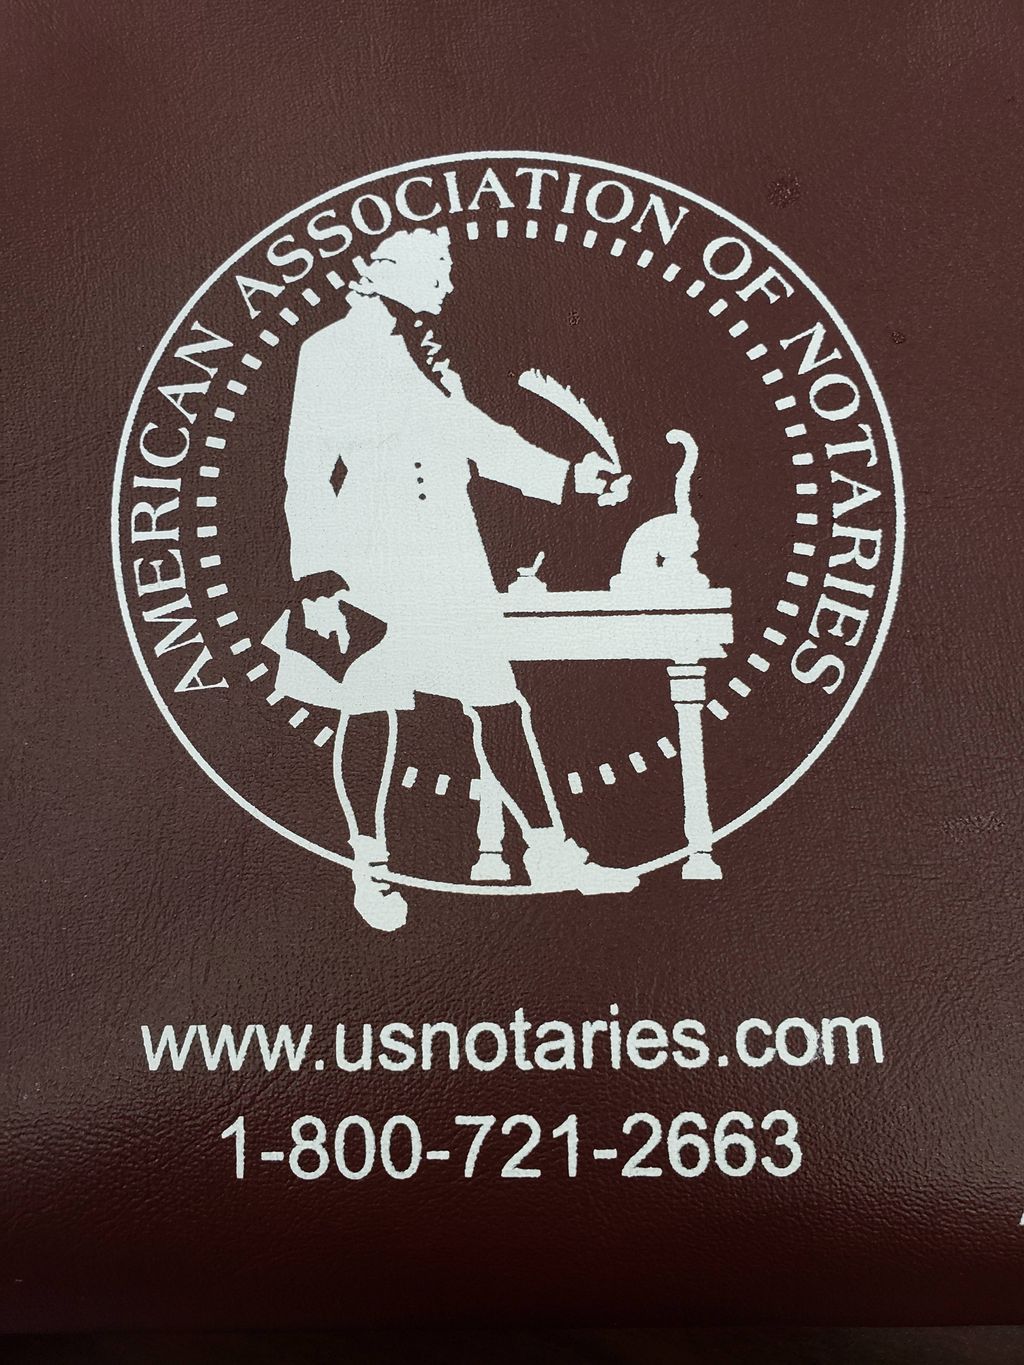 AMERICAN ASSOCIATION OF NOTARIES
www.usnotaries.com
1-800-721-2663